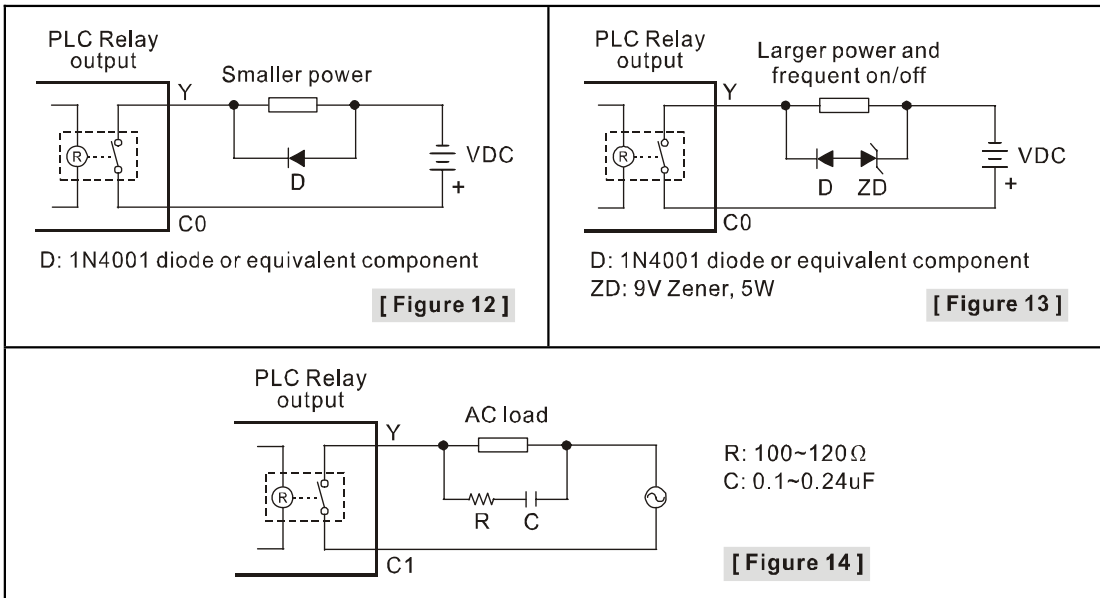 PLC Relay
output
Smaller power
Y
R
D
VDC
+
C0
D: 1N4001 diode or equivalent component
[ Figure 12 ]
PLC Relay
output
Larger power and
frequent on/off
Y
R
D ZD
VDC
+
C0
D: 1N4001 diode or equivalent component
ZD: 9V Zener, 5W
[ Figure 13 ]
PLC Relay
output
AC load
Y
R
R C
C1
R: 100~120Ω
C: 0.1~0.24uF
[ Figure 14 ]